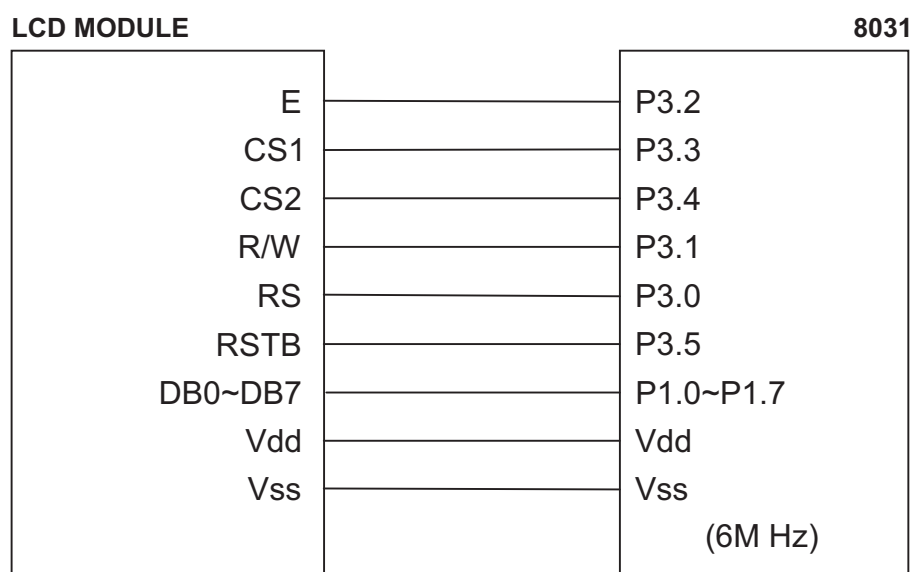 LCD MODULE 8031
E P3.2
CS1 P3.3
CS2 P3.4
R/W P3.1
RS P3.0
RSTB P3.5
DB0~DB7 P1.0~P1.7
Vdd Vdd
Vss Vss
(6M Hz)